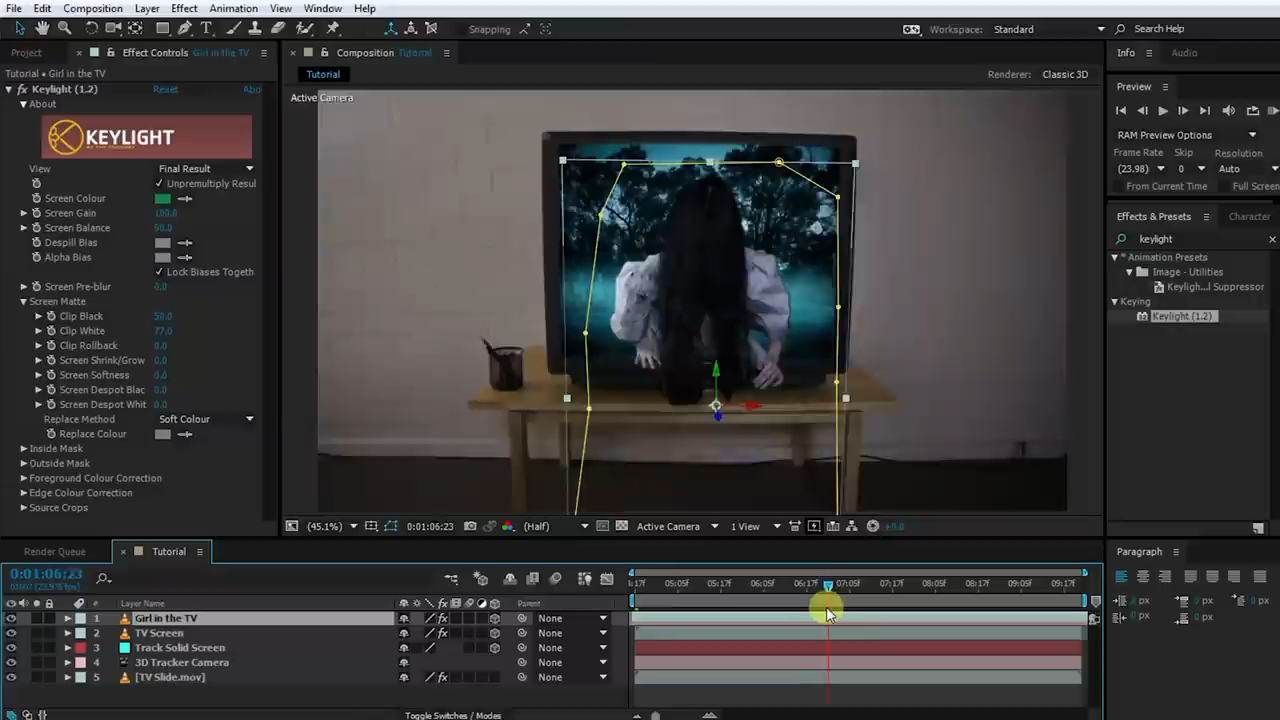 File Edit Composition Layer Effect Animation View Window Help
Snapping
Workspace: Standard
Search Help
Project
Effect Controls Girl in the TV
Composition Tutorial
Info Audio
Tutorial • Girl in the TV
Tutorial
Renderer: Classic 3D
Keylight (1.2) Reset Abo
Active Camera
Preview
About
KEYLIGHT
RAM Preview Options
Frame Rate Skip Resolution
View Final Result
(23.98) 0 Auto
Unpremultiply Resul
From Current Time Full Screen
Screen Colour
Screen Gain 100.0
Effects & Presets Character
Screen Balance 50.0
keylight
Despill Bias
Alpha Bias
* Animation Presets
Lock Biases Togeth
Image - Utilities
Screen Pre-blur 0.0
Keyligh...l Suppressor
Screen Matte
Keying
Clip Black 50.0
Keylight (1.2)
Clip White 77.0
Clip Rollback 0.0
Screen Shrink/Grow 0.0
Screen Softness 0.0
Screen Despot Blac 0.0
Screen Despot Whit 0.0
Replace Method Soft Colour
Replace Colour
Inside Mask
Outside Mask
Foreground Colour Correction
Edge Colour Correction
Source Crops
(45.1%) 0:01:06:23 (Half) Active Camera 1 View +0.0
Render Queue Tutorial
Paragraph
0:01:06:23
01607 (23.976 fps)
:17f 05:05f 05:17f 06:05f 06:17f 07:05f 07:17f 08:05f 08:17f 09:05f 09:17f
# Layer Name Parent
1 Girl in the TV None
2 TV Screen None
3 Track Solid Screen None
4 3D Tracker Camera None
5 [TV Slide.mov] None
Toggle Switches / Modes